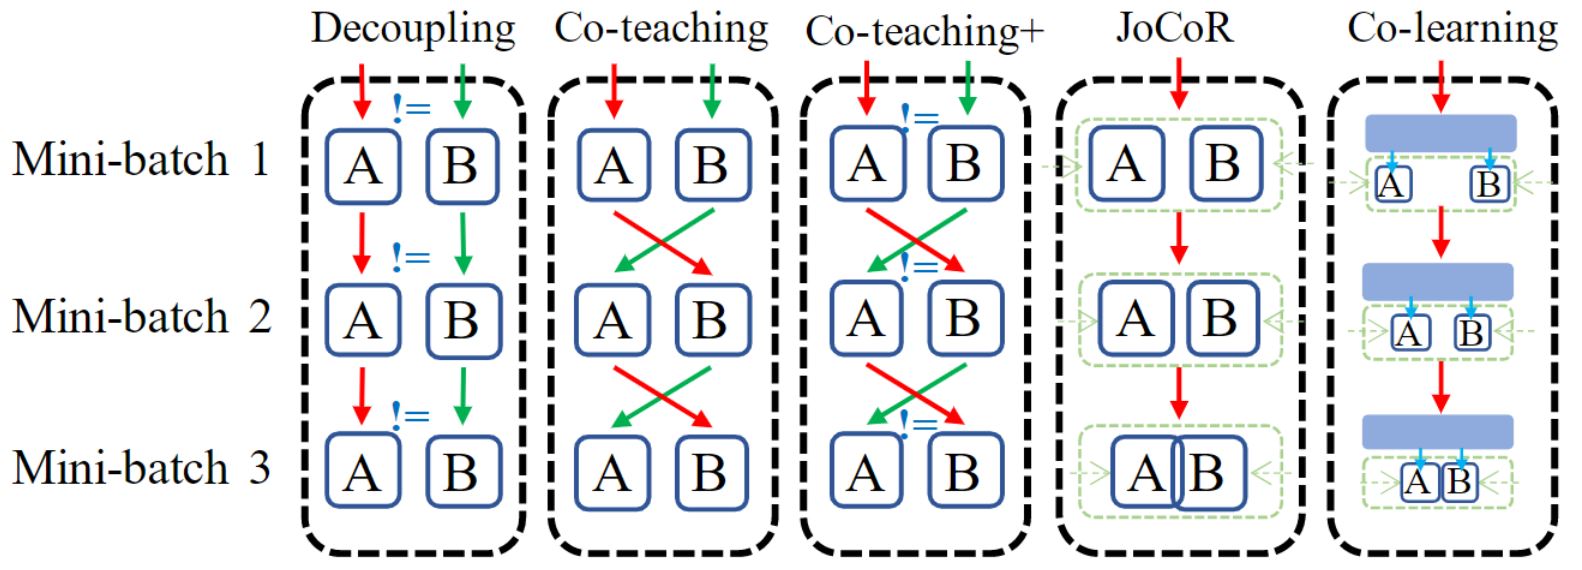 Decoupling Co-teaching Co-teaching+ JoCoR Co-learning
!= !=
Mini-batch 1 A B A B A B A B A B
!= !=
Mini-batch 2 A B A B A B A B A B
!= !=
Mini-batch 3 A B A B A B A B A B